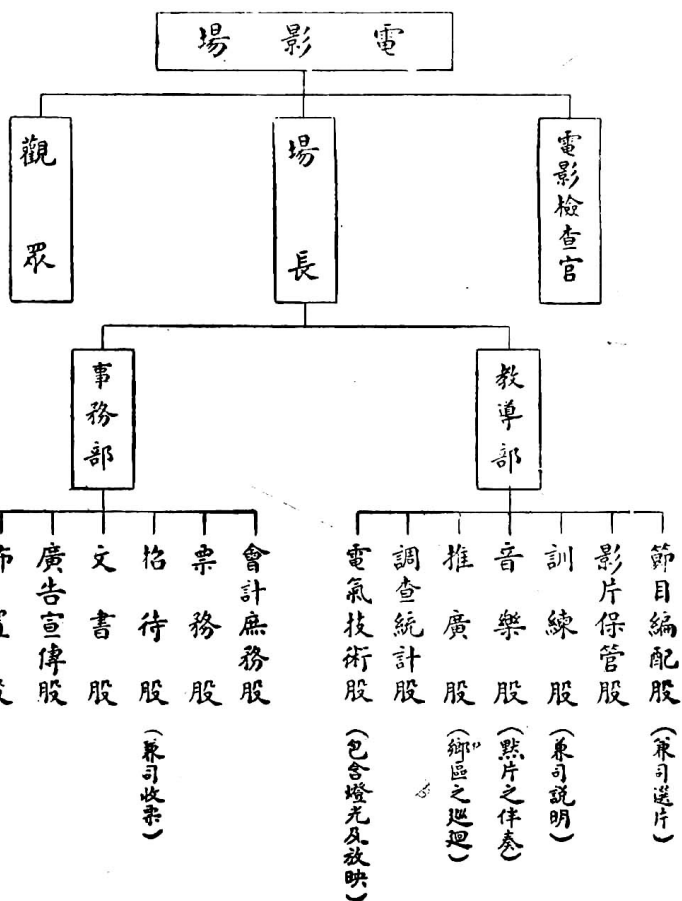 電影場
電影檢查官
場長
觀眾
教導部
事務部
節目編配股（兼司選片）
影片保管股
訓練股（兼司說明）
音樂股（默片之伴奏）
推廣股（鄉區之巡迴）
調查統計股
電氣技術股（包含燈光及放映）
會計庶務股
票務股
招待股（兼司收票）
文書股
廣告宣傳股